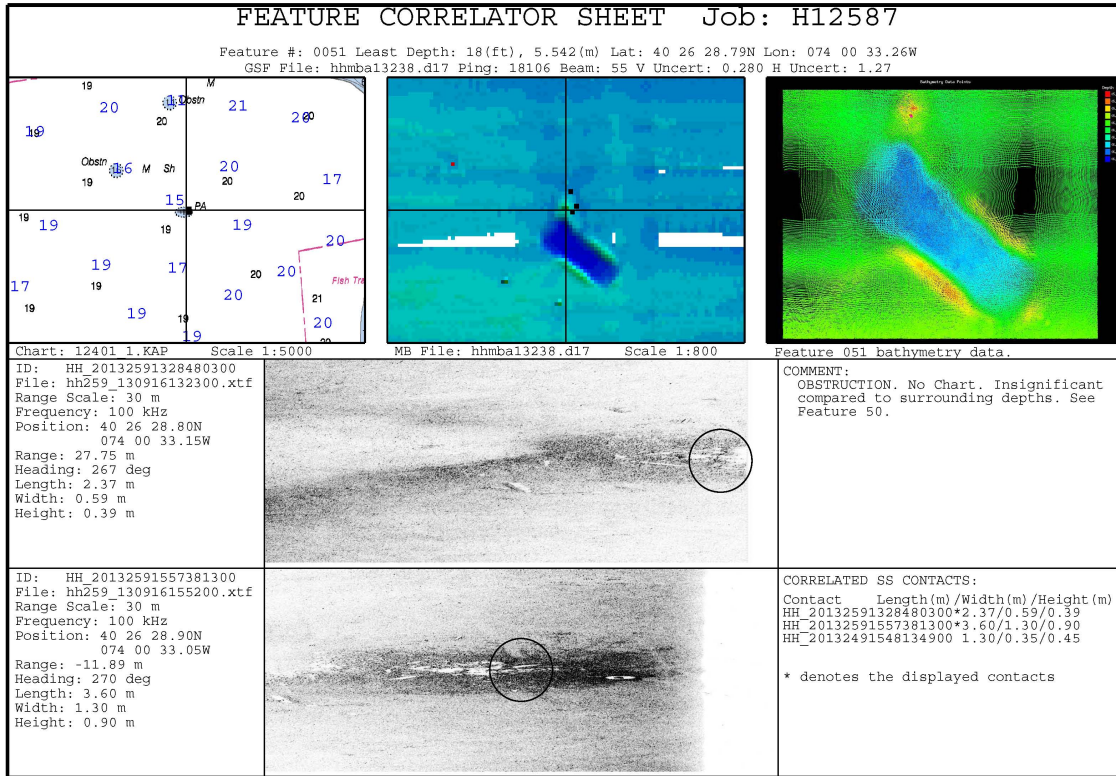 FEATURE CORRELATOR SHEET Job: H12587
Feature #: 0051 Least Depth: 18(ft), 5.542(m) Lat: 40 26 28.79N Lon: 074 00 33.26W
GSF File: hhmba13238.d17 Ping: 18106 Beam: 55 V Uncert: 0.280 H Uncert: 1.27
19 M
20 Obstn 21 20
19 20
Obstn 16 M Sh 20
19 20 17
15 PA 20
19 19 19
19 20
19 17 20 20
17 19 Fish
19 20 21
19 19 20
19
Chart: 12401_1.KAP Scale 1:5000
MB File: hhmba13238.d17 Scale 1:800
Bathymetry Data Points
Depth
Feature 051 bathymetry data.
ID: HH_20132591328480300
File: hh259_130916132300.xtf
Range Scale: 30 m
Frequency: 100 kHz
Position: 40 26 28.80N
074 00 33.15W
Range: 27.75 m
Heading: 267 deg
Length: 2.37 m
Width: 0.59 m
Height: 0.39 m
COMMENT:
OBSTRUCTION. No Chart. Insignificant
compared to surrounding depths. See
Feature 50.
ID: HH_20132591557381300
File: hh259_130916155200.xtf
Range Scale: 30 m
Frequency: 100 kHz
Position: 40 26 28.90N
074 00 33.05W
Range: -11.89 m
Heading: 270 deg
Length: 3.60 m
Width: 1.30 m
Height: 0.90 m
CORRELATED SS CONTACTS:
Contact Length(m)/Width(m)/Height(m)
HH_20132591328480300*2.37/0.59/0.39
HH_20132591557381300*3.60/1.30/0.90
HH_20132491548134900 1.30/0.35/0.45
* denotes the displayed contacts